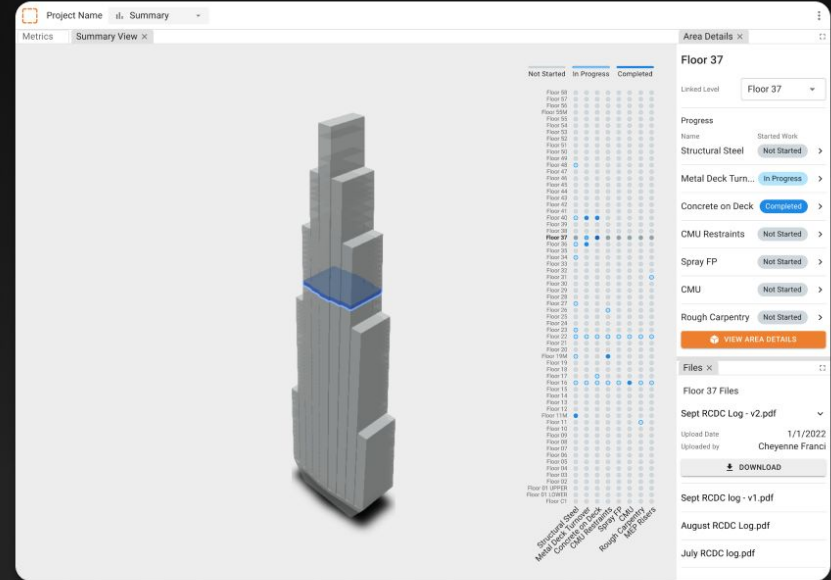 Project Name Summary
Metrics Summary View ×
Area Details ×
Not Started In Progress Completed
Floor 58
Floor 57
Floor 56
Floor 55M
Floor 55
Floor 54
Floor 53
Floor 52
Floor 51
Floor 50
Floor 49
Floor 48
Floor 47
Floor 46
Floor 45
Floor 44
Floor 43
Floor 42
Floor 41
Floor 40
Floor 39
Floor 38
Floor 37
Floor 36
Floor 35
Floor 34
Floor 33
Floor 32
Floor 31
Floor 30
Floor 29
Floor 28
Floor 27
Floor 26
Floor 25
Floor 24
Floor 23
Floor 22
Floor 21
Floor 20
Floor 19M
Floor 19
Floor 18
Floor 17
Floor 16
Floor 15
Floor 14
Floor 13
Floor 12
Floor 11M
Floor 11
Floor 10
Floor 09
Floor 08
Floor 07
Floor 06
Floor 05
Floor 04
Floor 03
Floor 02
Floor 01 UPPER
Floor 01 LOWER
Floor C1
Structural Steel
Metal Deck Turnover
Concrete on Deck
CMU Restraints
Spray FP
CMU
Rough Carpentry
MEP Risers
Floor 37
Linked Level Floor 37
Progress
Name Started Work
Structural Steel Not Started
Metal Deck Turn... In Progress
Concrete on Deck Completed
CMU Restraints Not Started
Spray FP Not Started
CMU Not Started
Rough Carpentry Not Started
VIEW AREA DETAILS
Files ×
Floor 37 Files
Sept RCDC Log - v2.pdf
Upload Date 1/1/2022
Uploaded by Cheyenne Franci
DOWNLOAD
Sept RCDC log - v1.pdf
August RCDC Log.pdf
July RCDC log.pdf